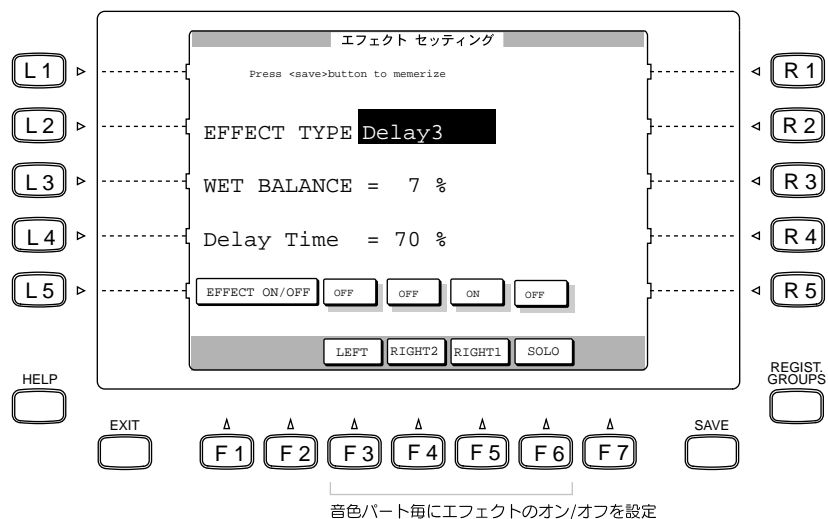 エフェクト セッティング
L1
R1
Press <save>button to memerize
L2
EFFECT TYPE Delay3
R2
L3
WET BALANCE = 7 %
R3
L4
Delay Time = 70 %
R4
L5
EFFECT ON/OFF OFF OFF ON OFF
R5
LEFT RIGHT2 RIGHT1 SOLO
HELP
REGIST. GROUPS
EXIT
SAVE
F1 F2 F3 F4 F5 F6 F7
音色パート毎にエフェクトのオン/オフを設定